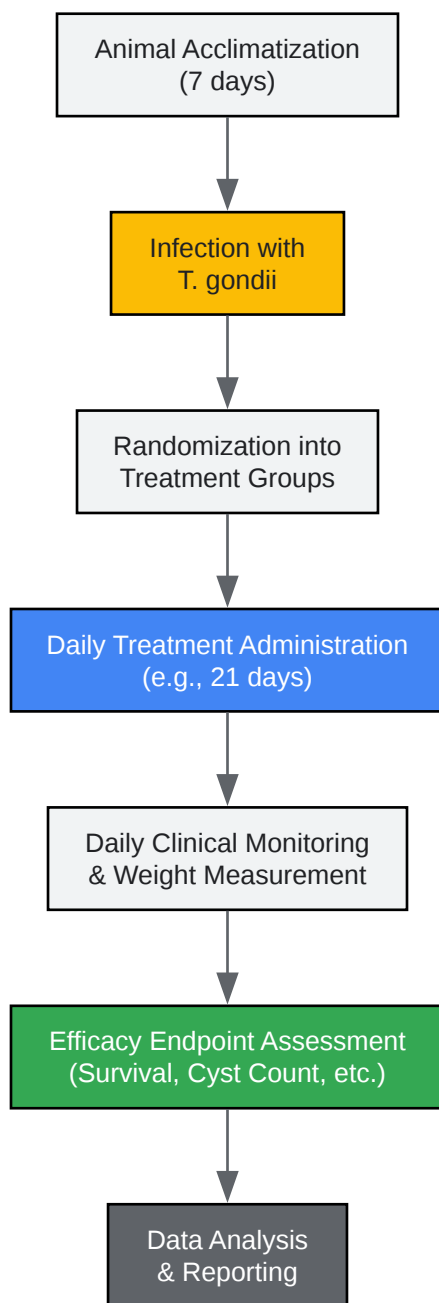 Animal Acclimatization
(7 days)
Infection with
T. gondii
Randomization into
Treatment Groups
Daily Treatment Administration
(e.g., 21 days)
Daily Clinical Monitoring
& Weight Measurement
Efficacy Endpoint Assessment
(Survival, Cyst Count, etc.)
Data Analysis
& Reporting